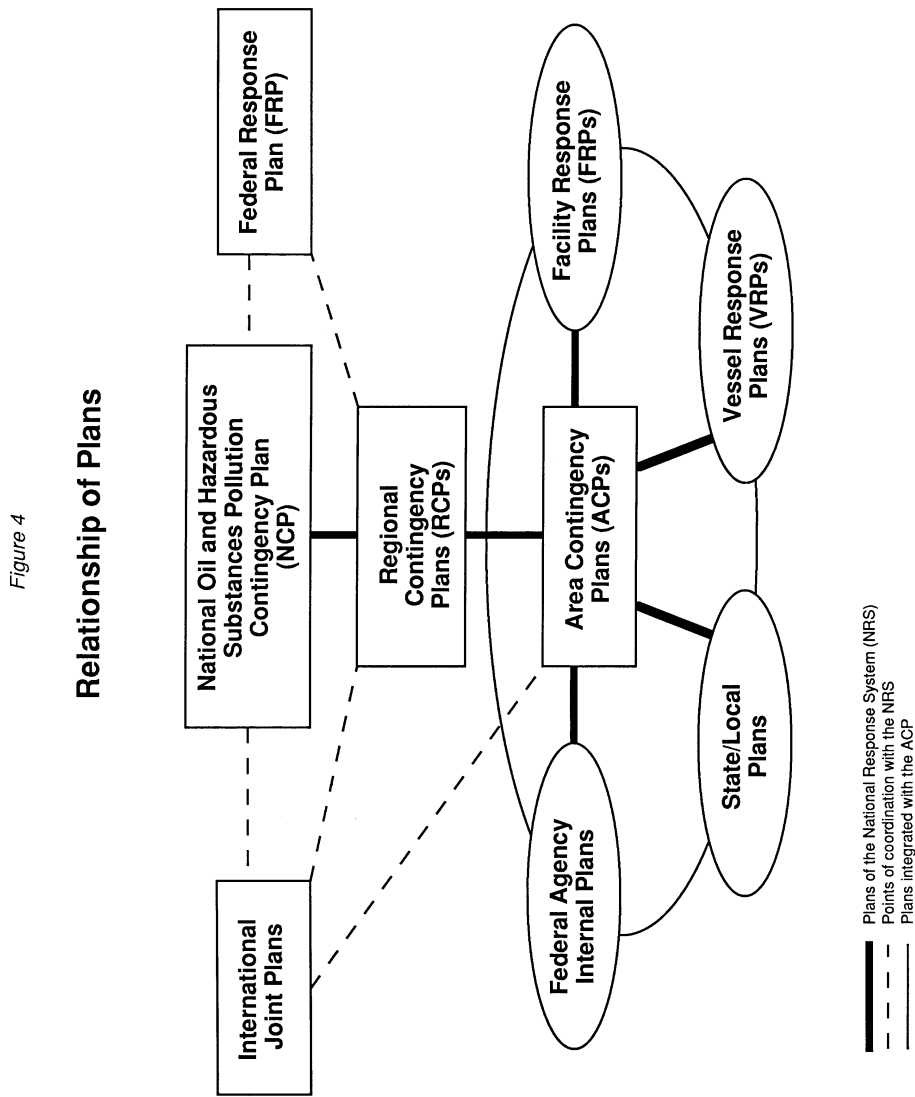 Figure 4
Relationship of Plans
International
Joint Plans
National Oil and Hazardous
Substances Pollution
Contingency Plan
(NCP)
Federal Response
Plan (FRP)
Regional
Contingency
Plans (RCPs)
Federal Agency
Internal Plans
Area Contingency
Plans (ACPs)
Facility Response
Plans (FRPs)
State/Local
Plans
Vessel Response
Plans (VRPs)
Plans of the National Response System (NRS)
Points of coordination with the NRS
Plans integrated with the ACP